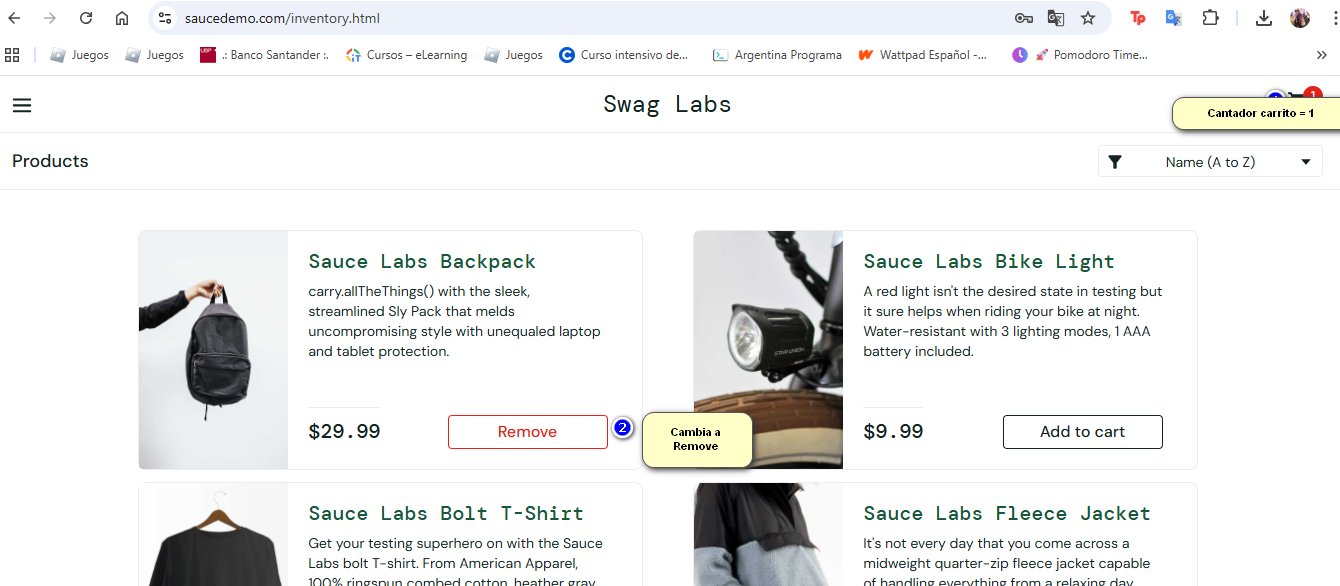 saucedemo.com/inventory.html
Juegos
Juegos
.: Banco Santander :.
Cursos – eLearning
Juegos
Curso intensivo de...
Argentina Programa
Wattpad Español -...
Pomodoro Time...
Swag Labs
1
Cantador carrito = 1
Products
Name (A to Z)
Sauce Labs Backpack
carry.allTheThings() with the sleek,
streamlined Sly Pack that melds
uncompromising style with unequaled laptop
and tablet protection.
$29.99
Remove
2
Cambia a
Remove
Sauce Labs Bike Light
A red light isn't the desired state in testing but
it sure helps when riding your bike at night.
Water-resistant with 3 lighting modes, 1 AAA
battery included.
$9.99
Add to cart
Sauce Labs Bolt T-Shirt
Get your testing superhero on with the Sauce
Labs bolt T-shirt. From American Apparel,
100% ringspun combed cotton, heather gray
Sauce Labs Fleece Jacket
It's not every day that you come across a
midweight quarter-zip fleece jacket capable
of handling everything from a relaxing day